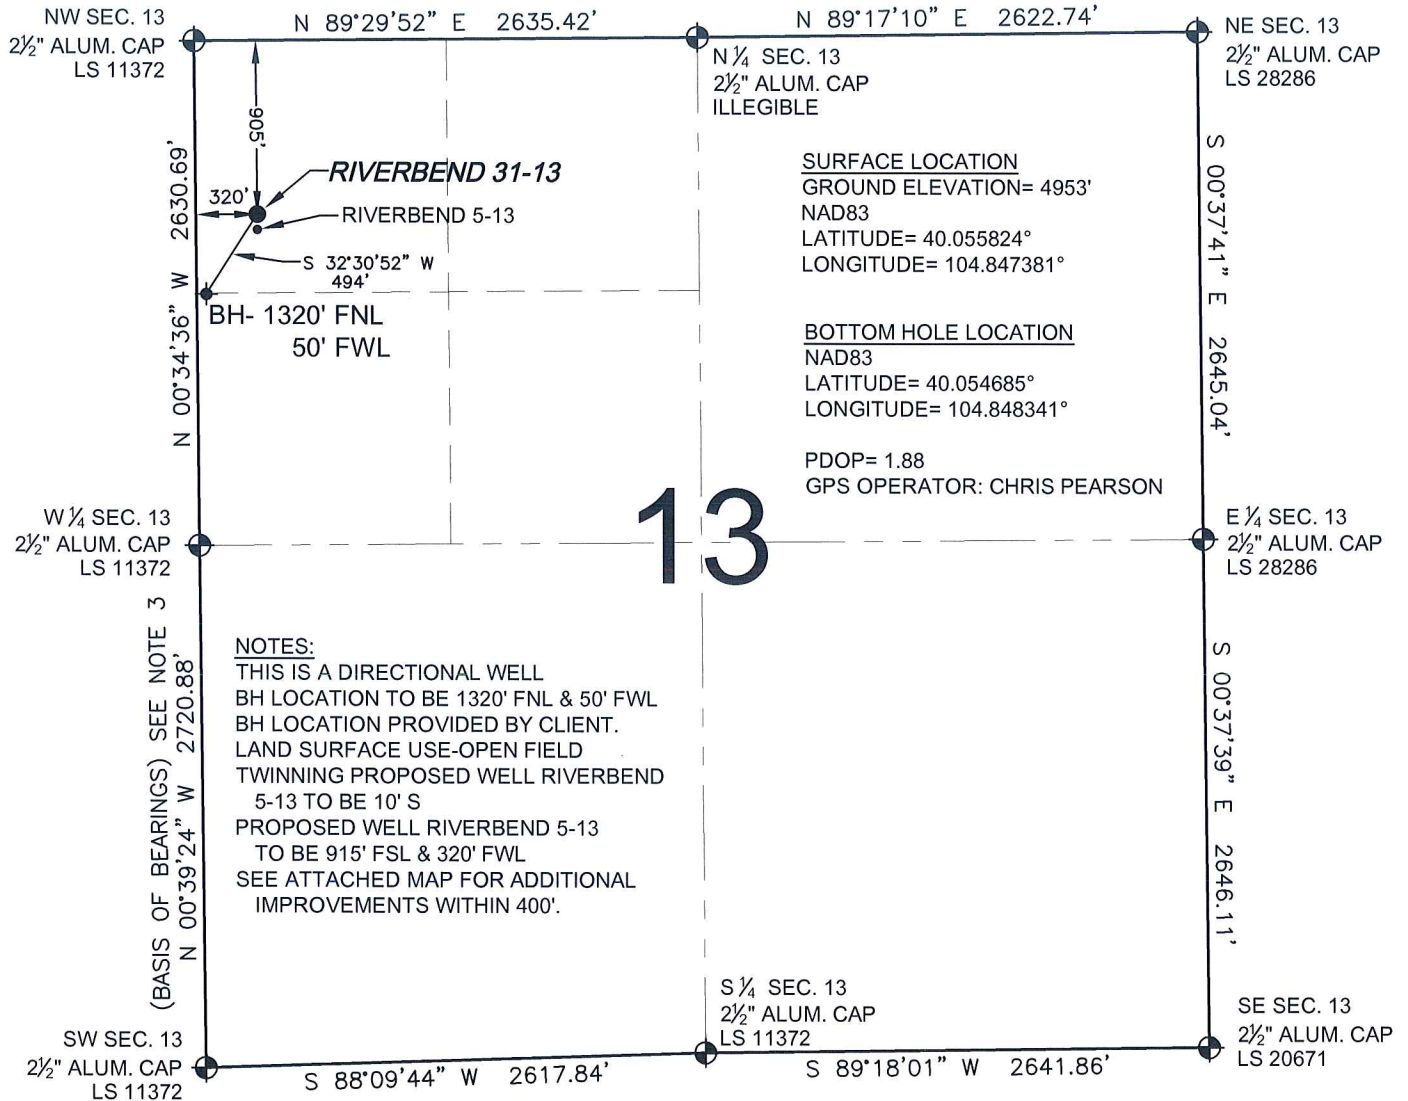 NW SEC. 13
2½" ALUM. CAP
LS 11372
N 89°29'52" E 2635.42'
N ¼ SEC. 13
2½" ALUM. CAP
ILLEGIBLE
N 89°17'10" E 2622.74'
NE SEC. 13
2½" ALUM. CAP
LS 28286
905'
320'
RIVERBEND 31-13
RIVERBEND 5-13
S 32°30'52" W
494'
BH- 1320' FNL
50' FWL
N 00°34'36" W 2630.69'
SURFACE LOCATION
GROUND ELEVATION= 4953'
NAD83
LATITUDE= 40.055824°
LONGITUDE= 104.847381°
BOTTOM HOLE LOCATION
NAD83
LATITUDE= 40.054685°
LONGITUDE= 104.848341°
PDOP= 1.88
GPS OPERATOR: CHRIS PEARSON
S 00°37'41" E 2645.04'
13
W ¼ SEC. 13
2½" ALUM. CAP
LS 11372
E ¼ SEC. 13
2½" ALUM. CAP
LS 28286
(BASIS OF BEARINGS) SEE NOTE 3
N 00°39'24" W 2720.88'
NOTES:
THIS IS A DIRECTIONAL WELL
BH LOCATION TO BE 1320' FNL & 50' FWL
BH LOCATION PROVIDED BY CLIENT.
LAND SURFACE USE-OPEN FIELD
TWINNING PROPOSED WELL RIVERBEND
5-13 TO BE 10' S
PROPOSED WELL RIVERBEND 5-13
TO BE 915' FSL & 320' FWL
SEE ATTACHED MAP FOR ADDITIONAL
IMPROVEMENTS WITHIN 400'.
S 00°37'39" E 2646.11'
SW SEC. 13
2½" ALUM. CAP
LS 11372
S 88°09'44" W 2617.84'
S ¼ SEC. 13
2½" ALUM. CAP
LS 11372
S 89°18'01" W 2641.86'
SE SEC. 13
2½" ALUM. CAP
LS 20671